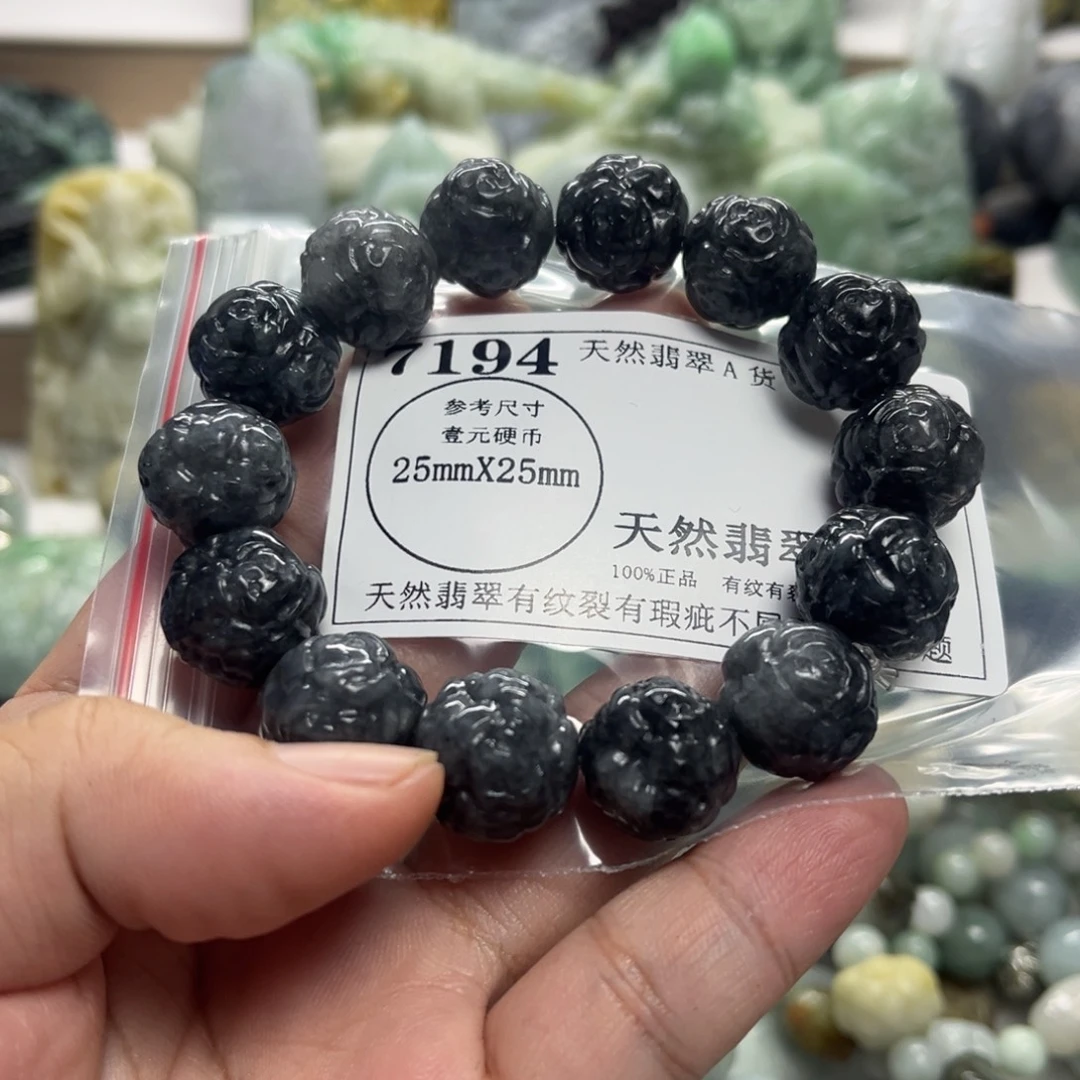 7194 天然翡翠A货
参考尺寸
壹元硬币
25mmX25mm
天然翡翠
100%正品 有纹有裂
天然翡翠有纹裂有瑕疵不属
题